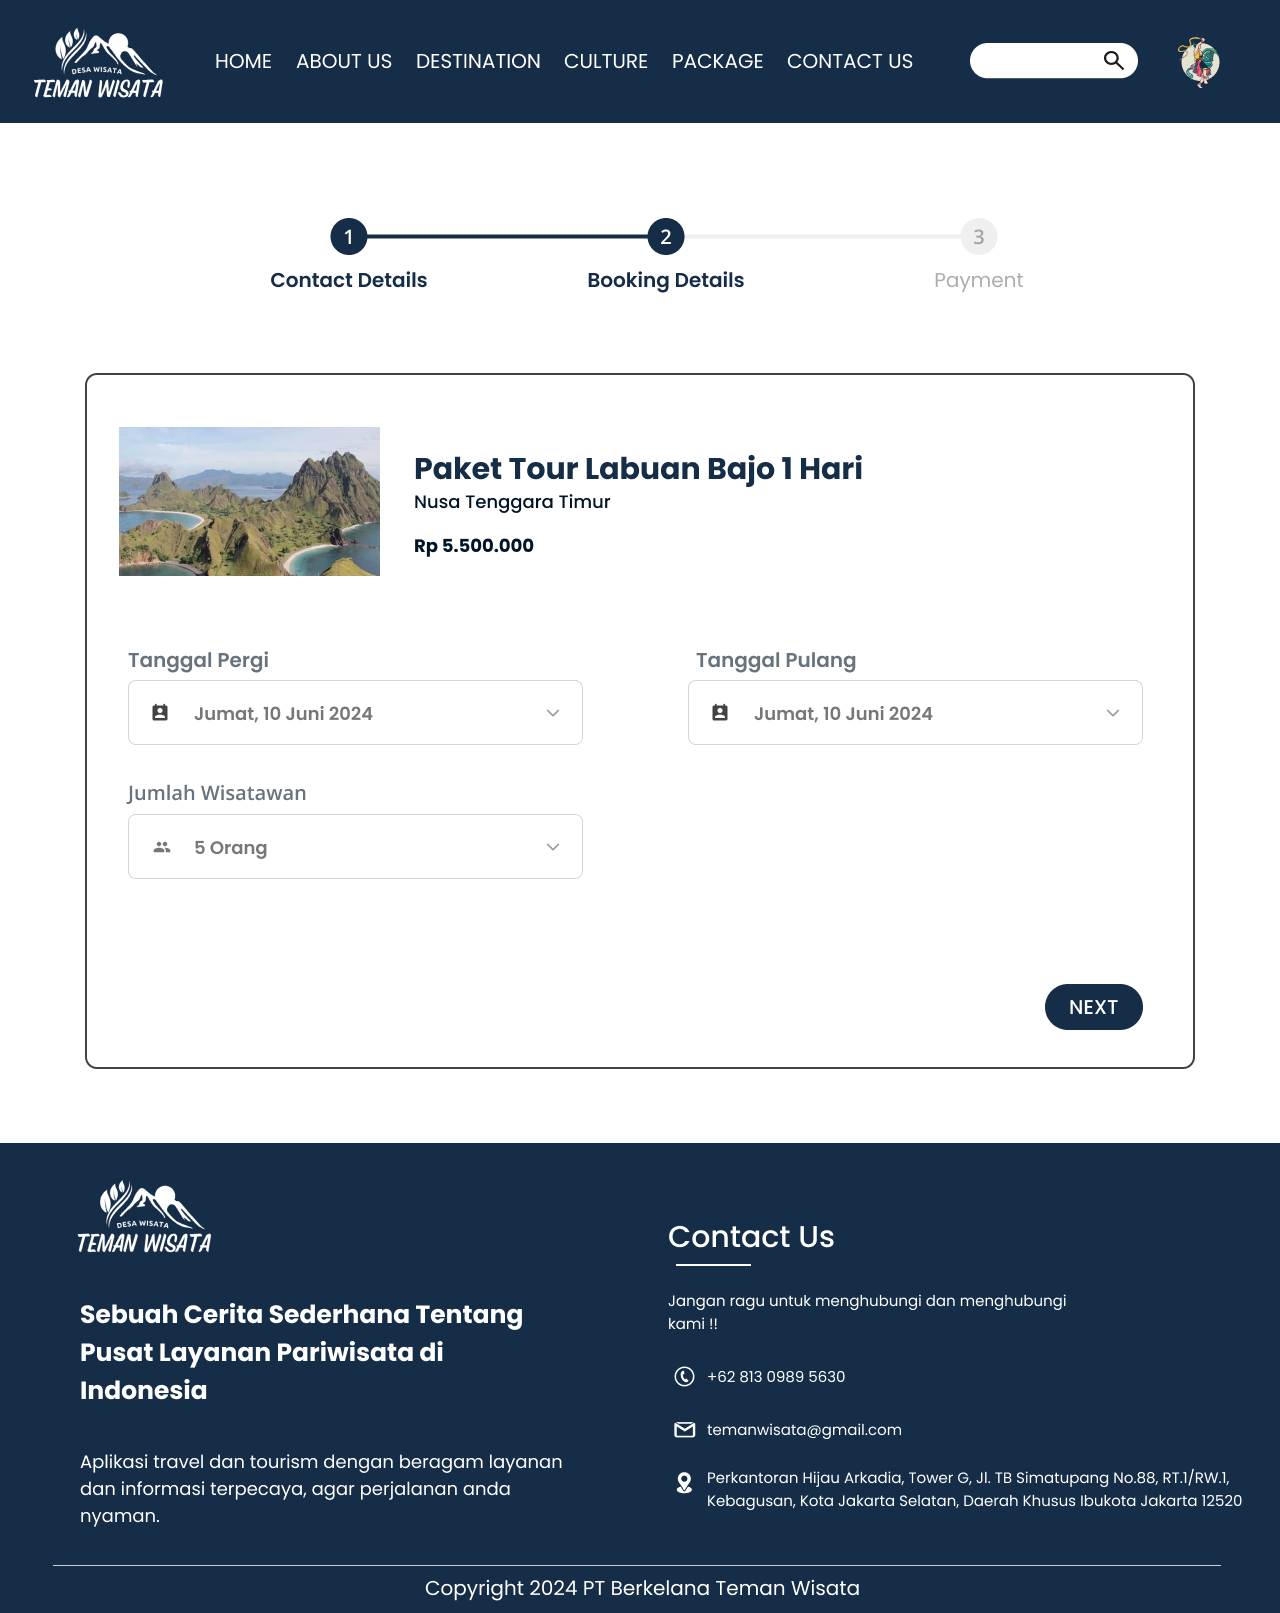 DESA WISATA
TEMAN WISATA
HOME ABOUT US DESTINATION CULTURE PACKAGE CONTACT US
1 2 3
Contact Details Booking Details Payment
Paket Tour Labuan Bajo 1 Hari
Nusa Tenggara Timur
Rp 5.500.000
Tanggal Pergi Tanggal Pulang
Jumat, 10 Juni 2024 Jumat, 10 Juni 2024
Jumlah Wisatawan
5 Orang
NEXT
DESA WISATA
TEMAN WISATA
Sebuah Cerita Sederhana Tentang
Pusat Layanan Pariwisata di
Indonesia
Aplikasi travel dan tourism dengan beragam layanan
dan informasi terpecaya, agar perjalanan anda
nyaman.
Contact Us
Jangan ragu untuk menghubungi dan menghubungi
kami !!
+62 813 0989 5630
temanwisata@gmail.com
Perkantoran Hijau Arkadia, Tower G, Jl. TB Simatupang No.88, RT.1/RW.1,
Kebagusan, Kota Jakarta Selatan, Daerah Khusus Ibukota Jakarta 12520
Copyright 2024 PT Berkelana Teman Wisata